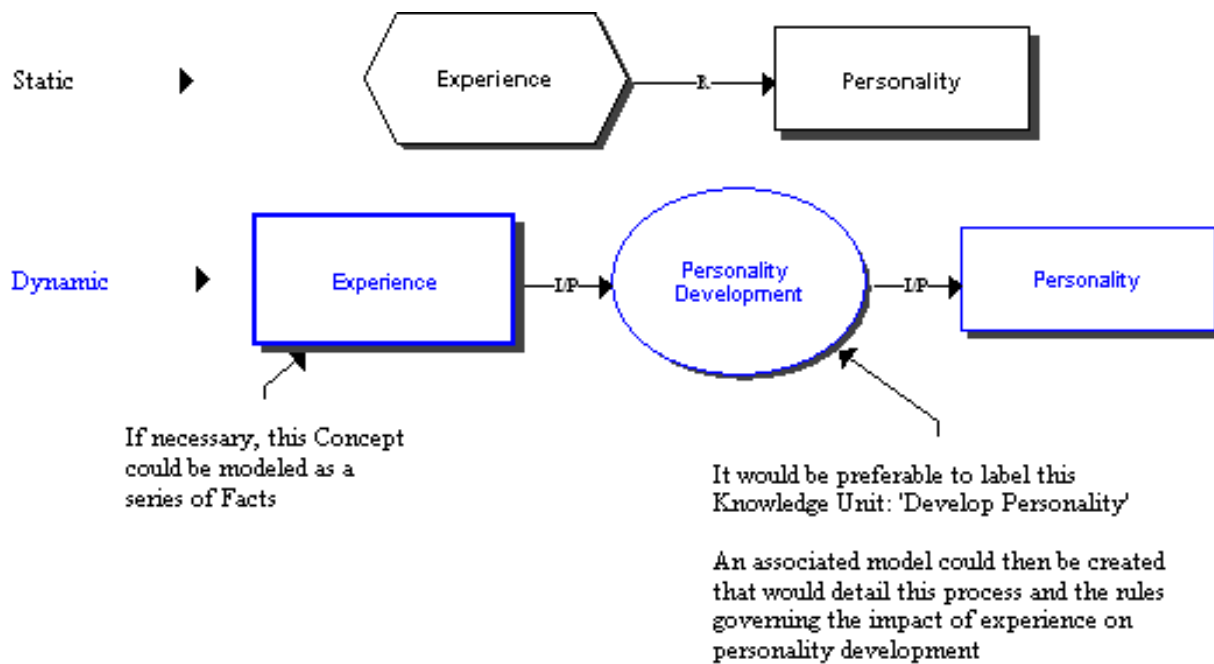 Static
Experience
R
Personality
Dynamic
Experience
I/P
Personality
Development
I/P
Personality
If necessary, this Concept
could be modeled as a
series of Facts
It would be preferable to label this
Knowledge Unit: 'Develop Personality'
An associated model could then be created
that would detail this process and the rules
governing the impact of experience on
personality development